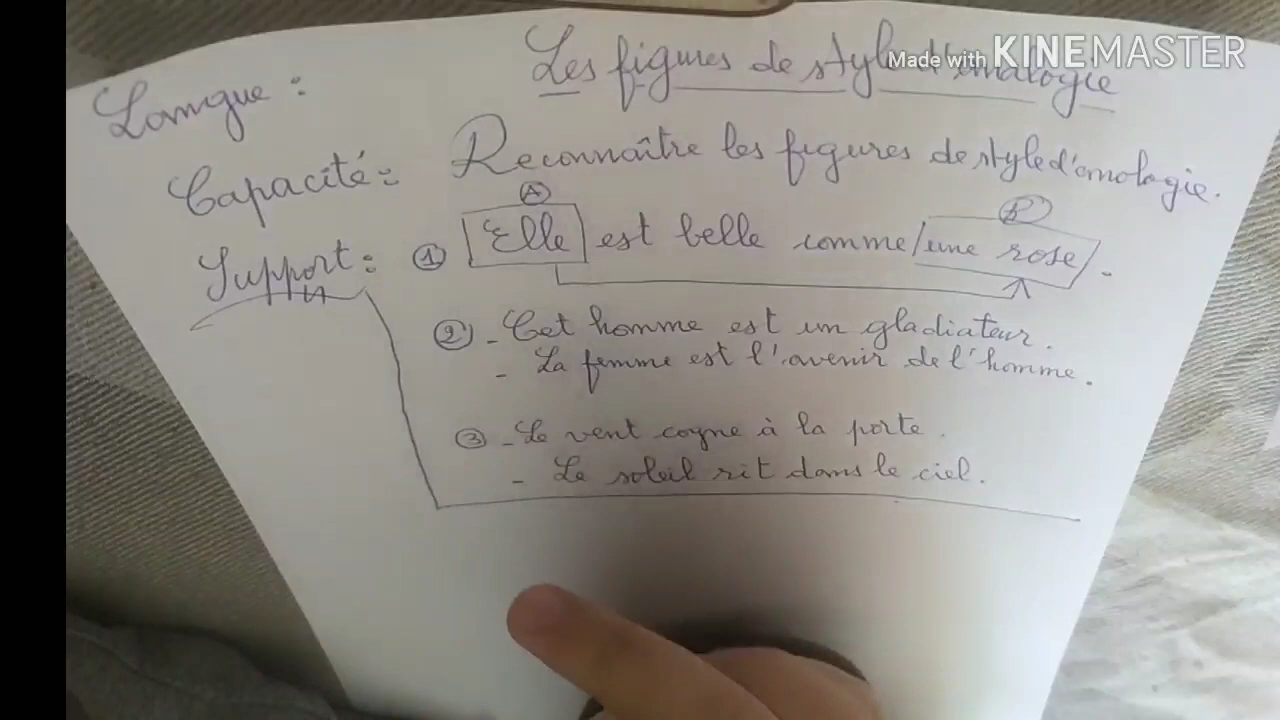 Made with KINEMASTER
Les figures de style d'analogie
Langue :
Capacité : Reconnaître les figures de style d'analogie.
A
B
Support : 1 Elle est belle comme une rose.
2 - Cet homme est un gladiateur.
- La femme est l'avenir de l'homme.
3 - Le vent cogne à la porte.
- Le soleil rit dans le ciel.